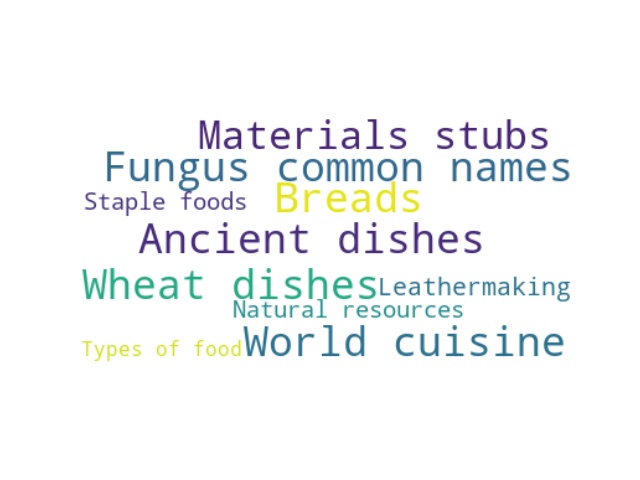 Materials stubs
Fungus common names
Staple foods Breads
Ancient dishes
Wheat dishes Leathermaking
Natural resources
Types of food World cuisine